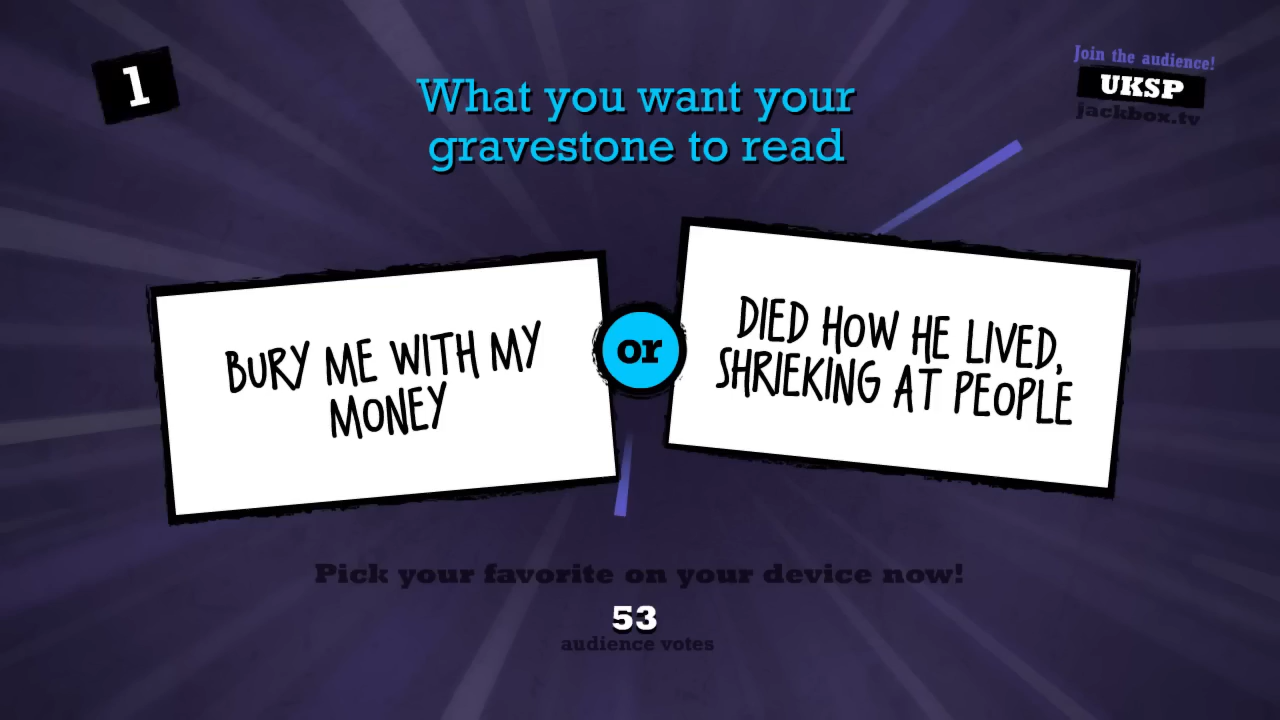 1
Join the audience!
UKSP
jackbox.tv
What you want your
gravestone to read
BURY ME WITH MY
MONEY
or
DIED HOW HE LIVED,
SHRIEKING AT PEOPLE
Pick your favorite on your device now!
53
audience votes